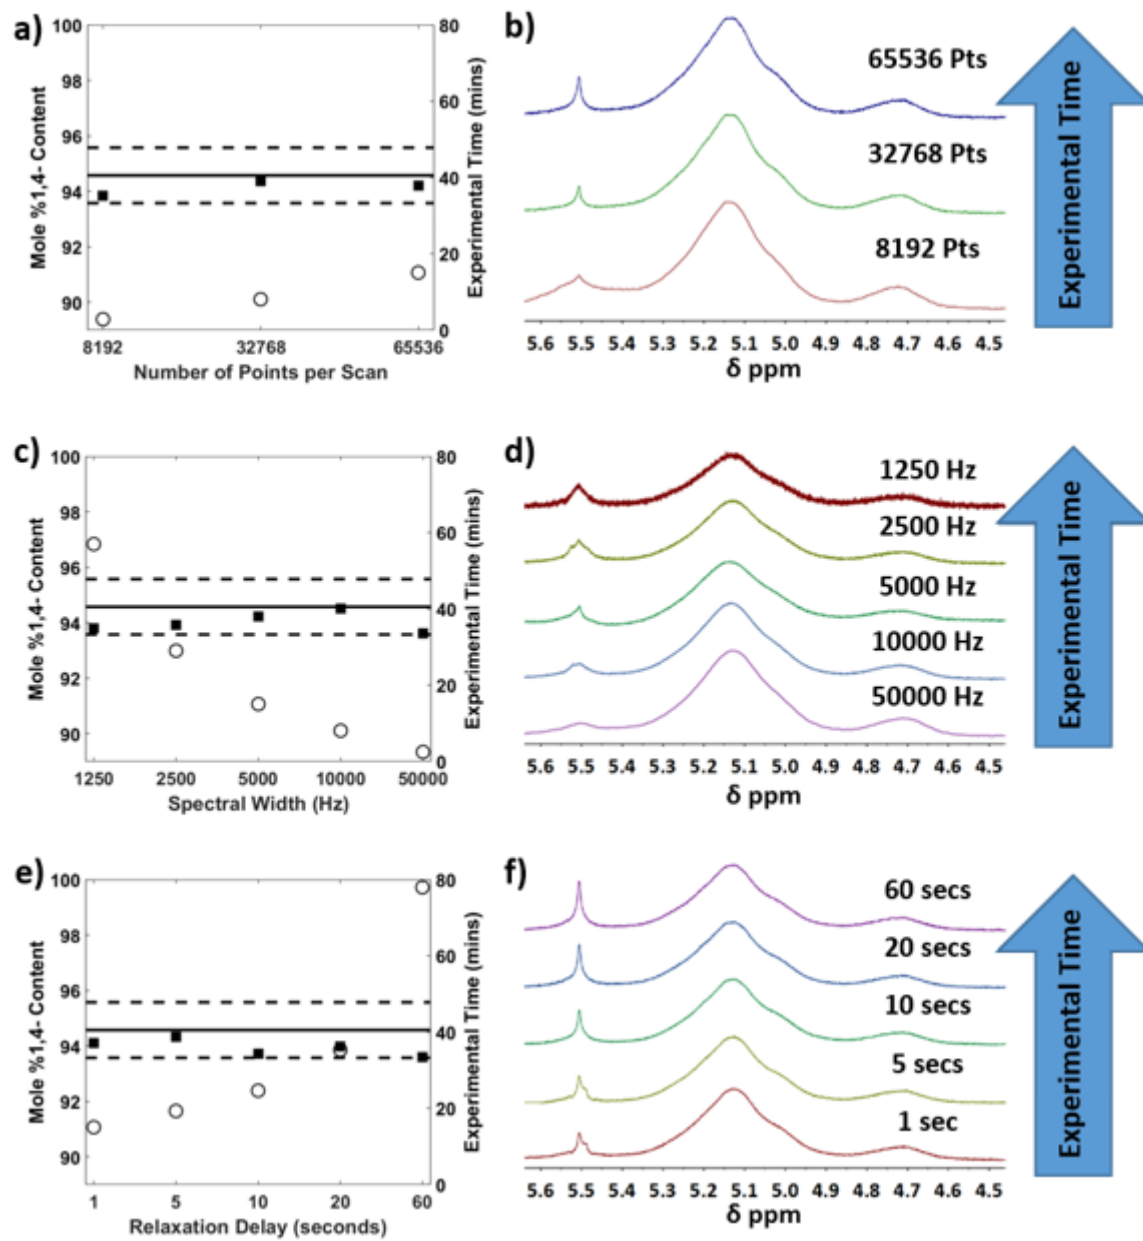 a)
100
98
96
94
92
90
Mole %1,4- Content
80
60
40
20
0
Experimental Time (mins)
8192 32768 65536
Number of Points per Scan
b)
65536 Pts
32768 Pts
8192 Pts
5.6 5.5 5.4 5.3 5.2 5.1 5.0 4.9 4.8 4.7 4.6 4.5
δ ppm
Experimental Time
c)
100
98
96
94
92
90
Mole %1,4- Content
80
60
40
20
0
Experimental Time (mins)
1250 2500 5000 10000 50000
Spectral Width (Hz)
d)
1250 Hz
2500 Hz
5000 Hz
10000 Hz
50000 Hz
5.6 5.5 5.4 5.3 5.2 5.1 5.0 4.9 4.8 4.7 4.6 4.5
δ ppm
Experimental Time
e)
100
98
96
94
92
90
Mole %1,4- Content
80
60
40
20
0
Experimental Time (mins)
1 5 10 20 60
Relaxation Delay (seconds)
f)
60 secs
20 secs
10 secs
5 secs
1 sec
5.6 5.5 5.4 5.3 5.2 5.1 5.0 4.9 4.8 4.7 4.6 4.5
δ ppm
Experimental Time